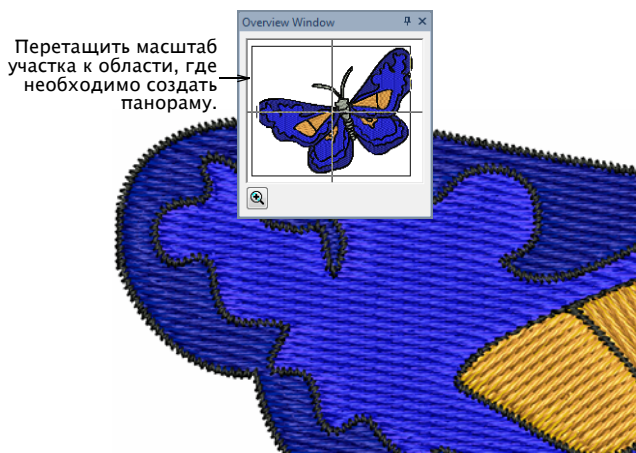 Overview Window
Перетащить масштаб
участка к области, где
необходимо создать
панораму.